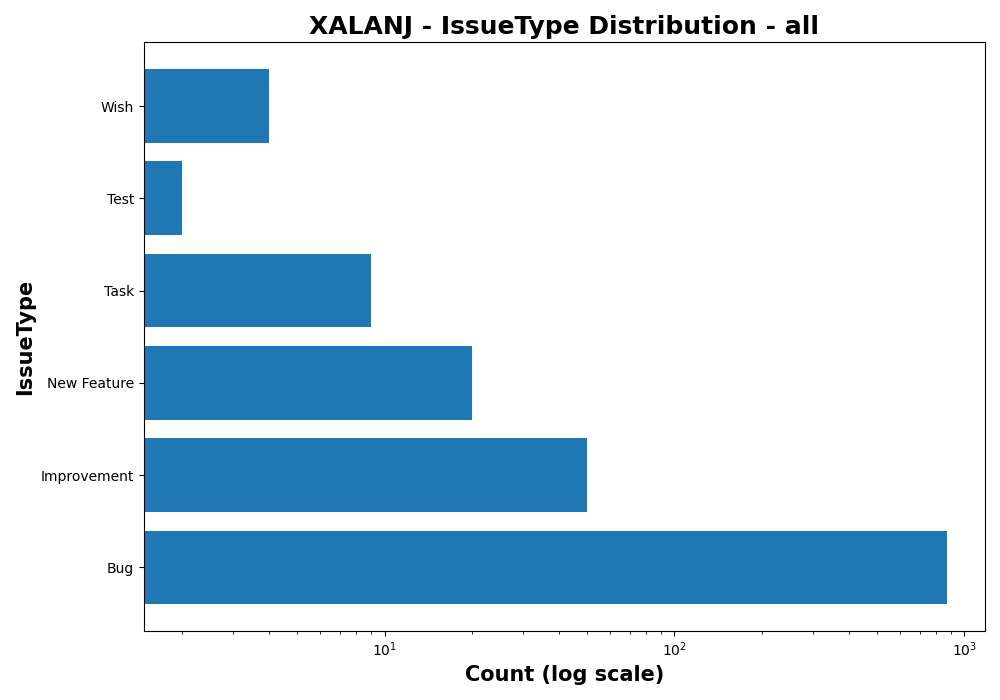 XALANJ - IssueType Distribution - all
IssueType
Wish
Test
Task
New Feature
Improvement
Bug
10¹
10²
10³
Count (log scale)